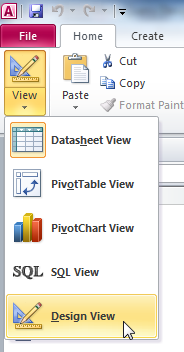 A
File Home Create
View
Paste
Cut
Copy
Format Paint
Datasheet View
PivotTable View
PivotChart View
SQL SQL View
Design View